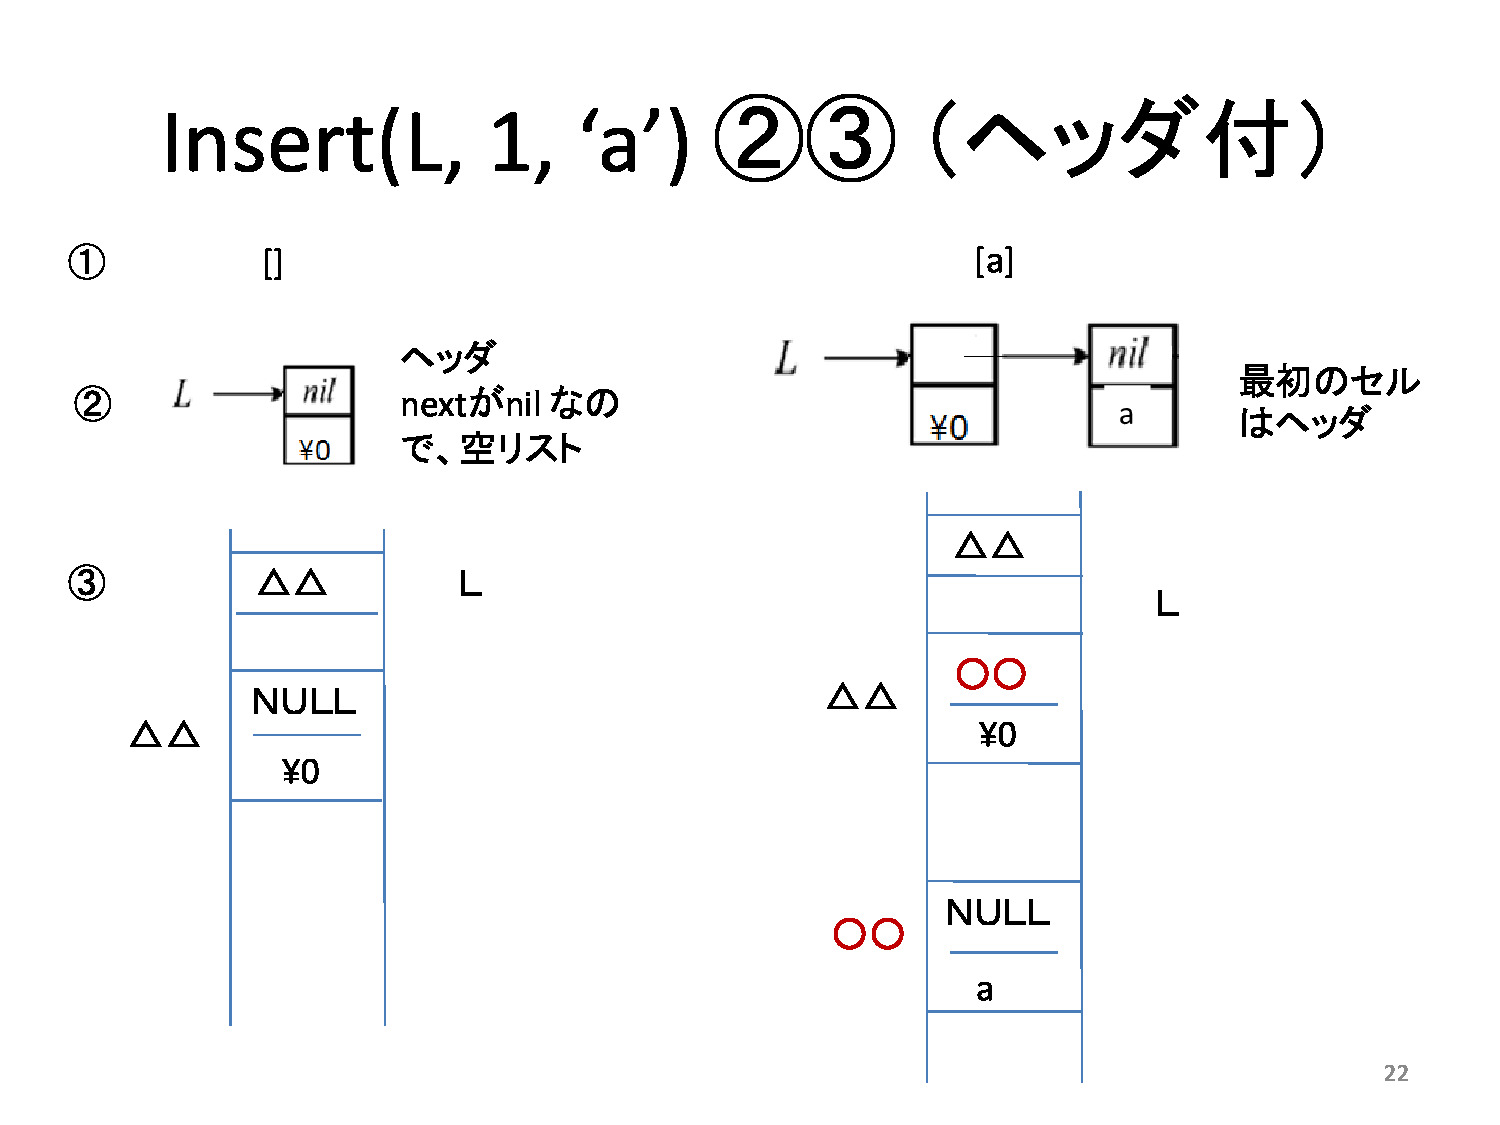 Insert(L, 1, ‘a’) ②③ （ヘッダ付）
① [] [a]
ヘッダ
② L nil nextがnil なの
¥0 で、空リスト
L nil 最初のセル
¥0 a はヘッダ
③ △△ L
NULL
△△
¥0
△△
L
○○
△△
¥0
NULL
○○
a
22